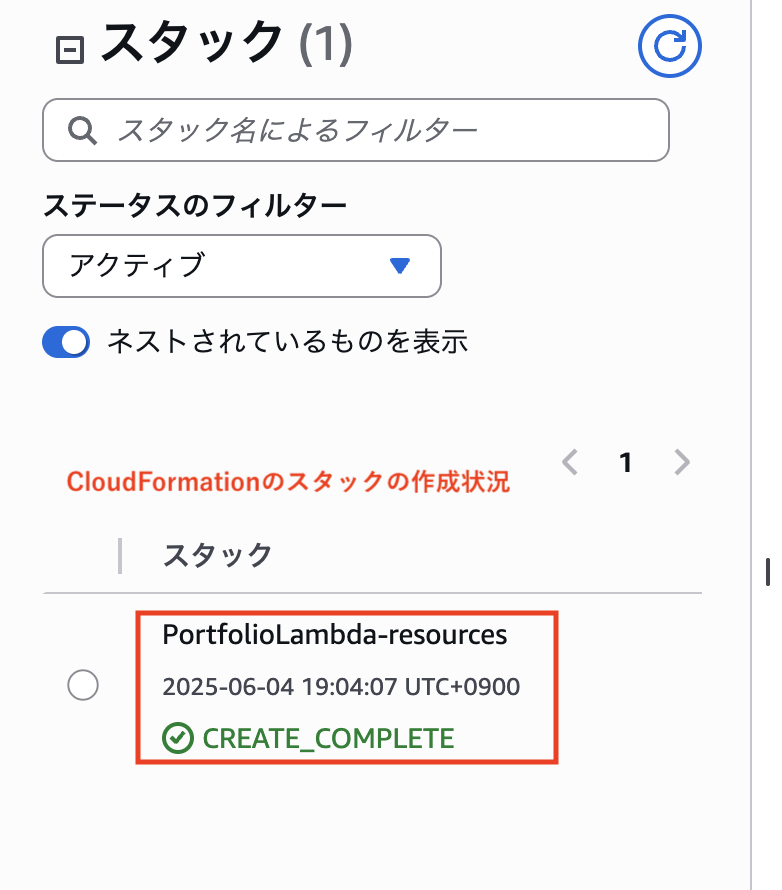 スタック (1)
スタック名によるフィルター
ステータスのフィルター
アクティブ
ネストされているものを表示
1
CloudFormationのスタックの作成状況
スタック
PortfolioLambda-resources
2025-06-04 19:04:07 UTC+0900
CREATE_COMPLETE